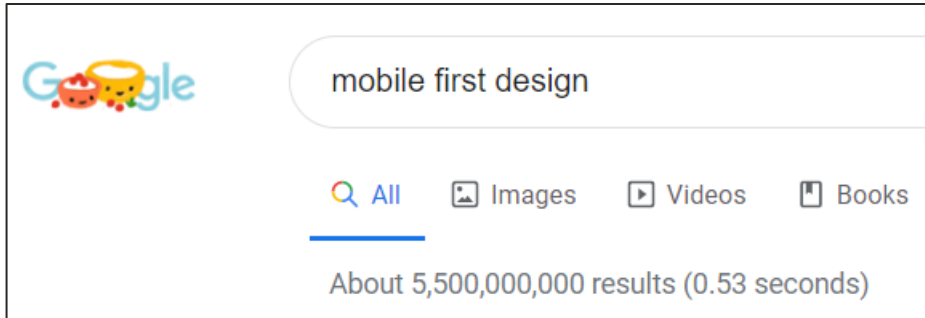 Google
mobile first design
All Images Videos Books
About 5,500,000,000 results (0.53 seconds)